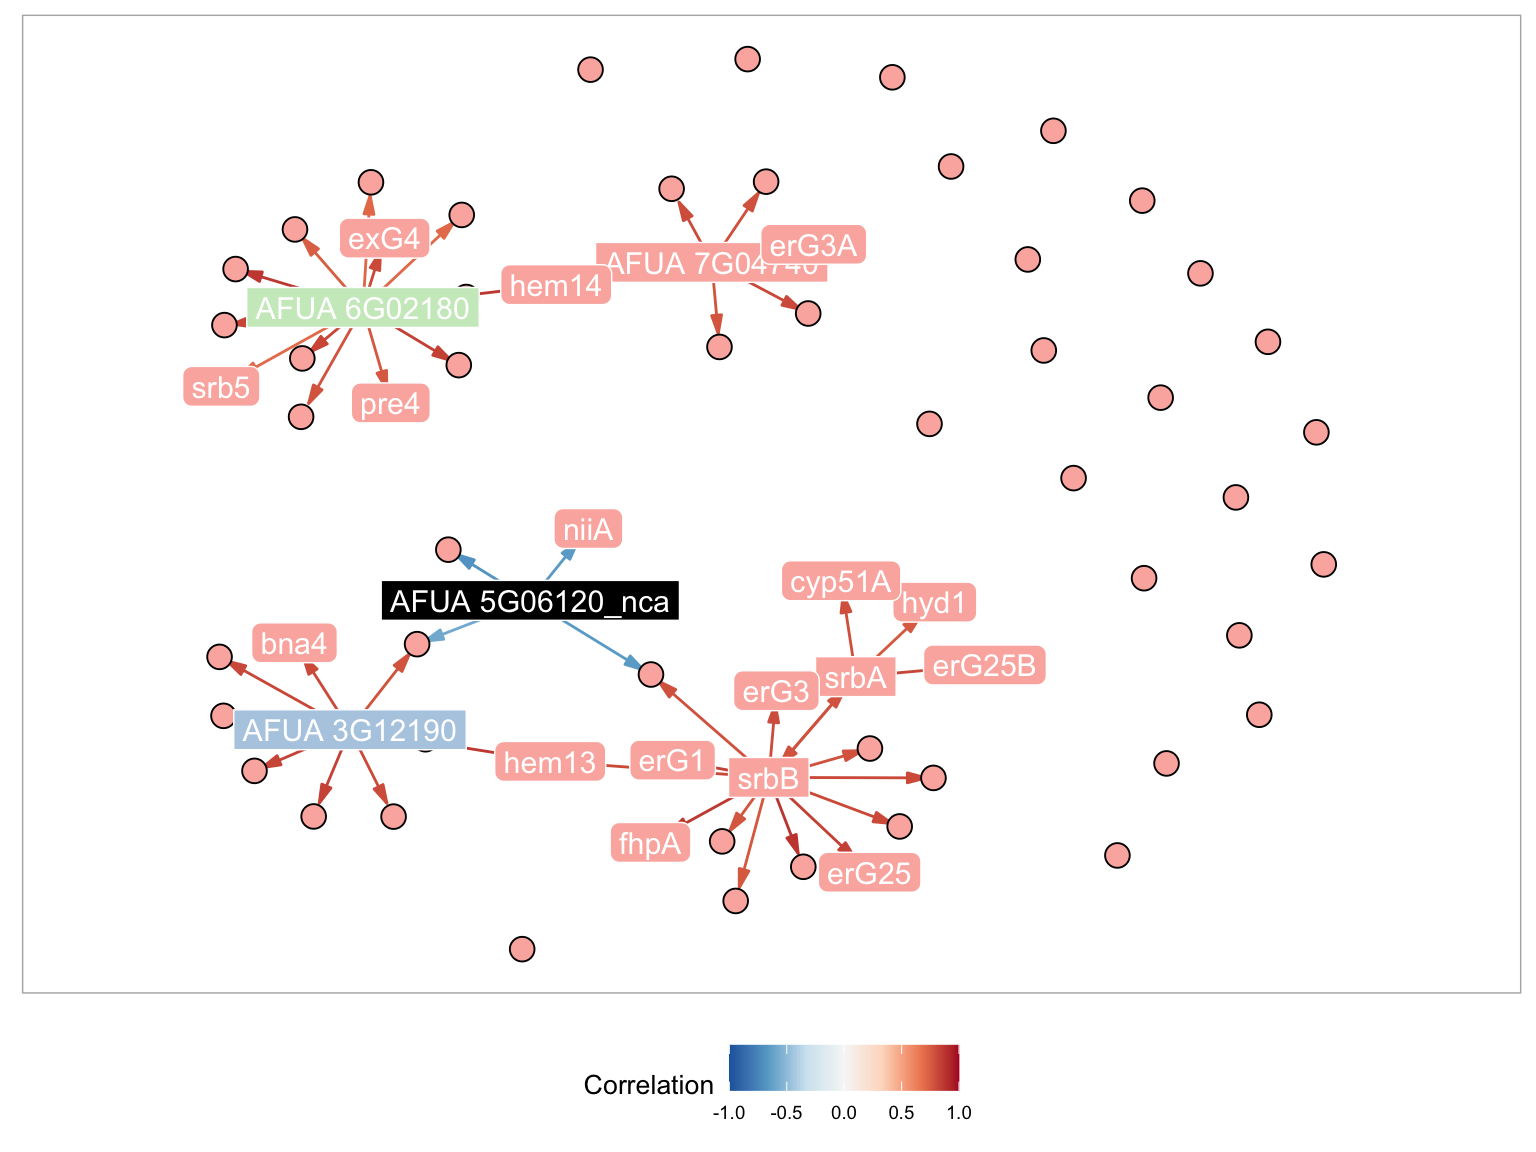 exG4
erG3A
AFUA 7G04740
hem14
AFUA 6G02180
srb5
pre4
niiA
cyp51A
hyd1
AFUA 5G06120_nca
bna4
erG25B
srbA
erG3
AFUA 3G12190
hem13
erG1
srbB
fhpA
erG25
Correlation
-1.0 -0.5 0.0 0.5 1.0